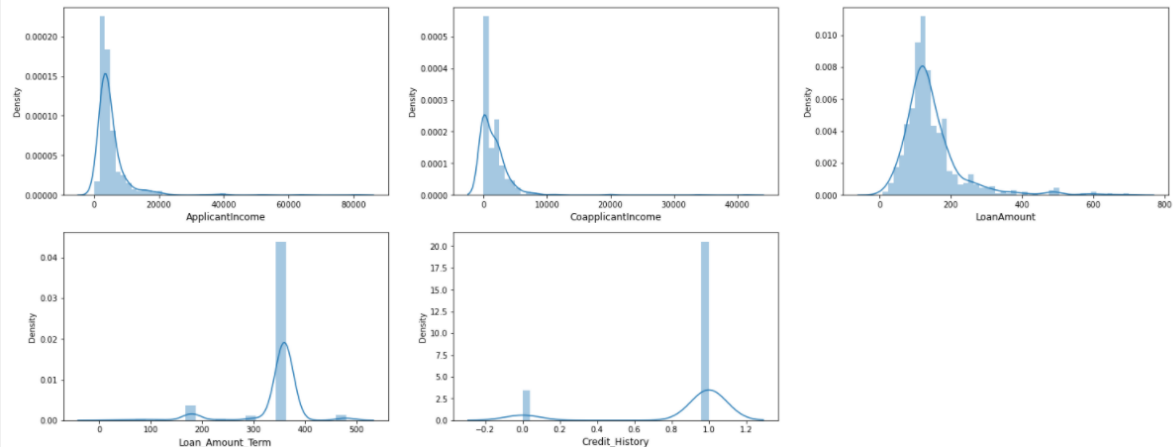 0.00020
0.00015
0.00010
0.00005
0.00000
Density
0 20000 40000 60000 80000
ApplicantIncome
0.0005
0.0004
0.0003
0.0002
0.0001
0.0000
Density
0 10000 20000 30000 40000
CoapplicantIncome
0.010
0.008
0.006
0.004
0.002
0.000
Density
0 200 400 600 800
LoanAmount
0.04
0.03
0.02
0.01
0.00
Density
0 100 200 300 400 500
Loan_Amount_Term
20.0
17.5
15.0
12.5
10.0
7.5
5.0
2.5
0.0
Density
−0.2 0.0 0.2 0.4 0.6 0.8 1.0 1.2
Credit_History